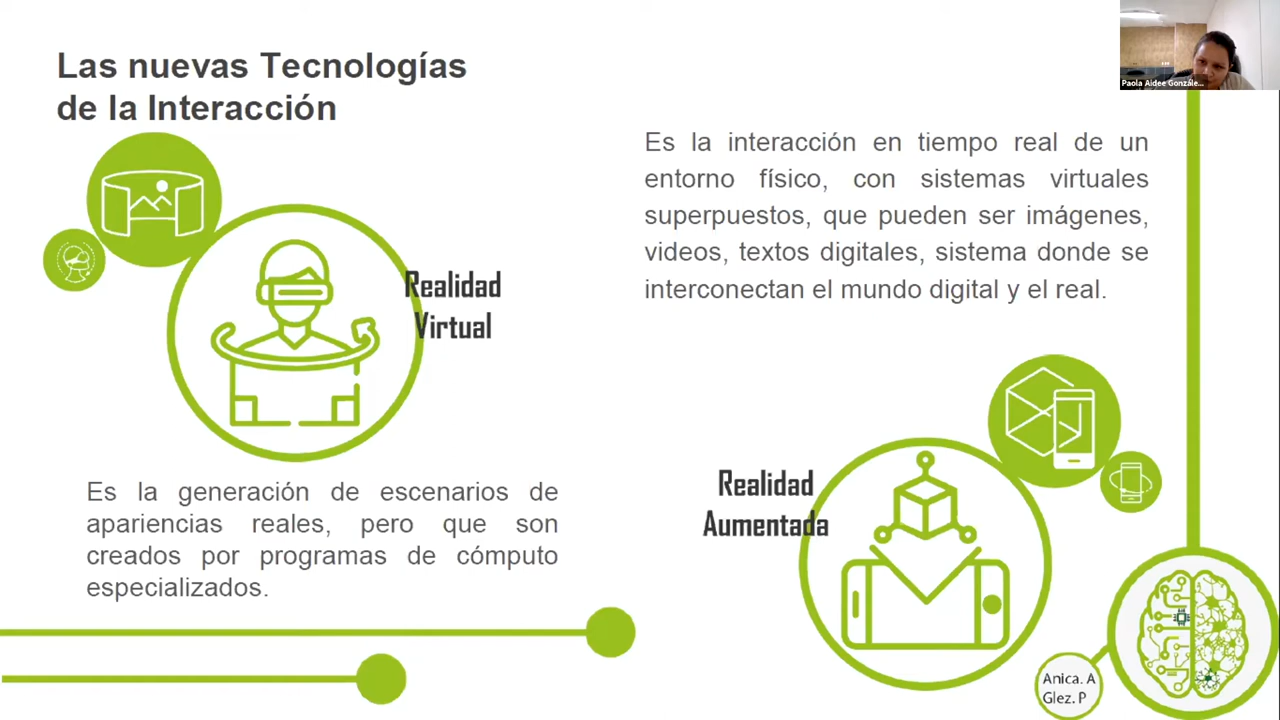 Las nuevas Tecnologías
de la Interacción
Realidad
Virtual
Es la generación de escenarios de
apariencias reales, pero que son
creados por programas de cómputo
especializados.
Es la interacción en tiempo real de un
entorno físico, con sistemas virtuales
superpuestos, que pueden ser imágenes,
videos, textos digitales, sistema donde se
interconectan el mundo digital y el real.
Realidad
Aumentada
Anica. A
Glez. P
Paola Aidee Gonzále...